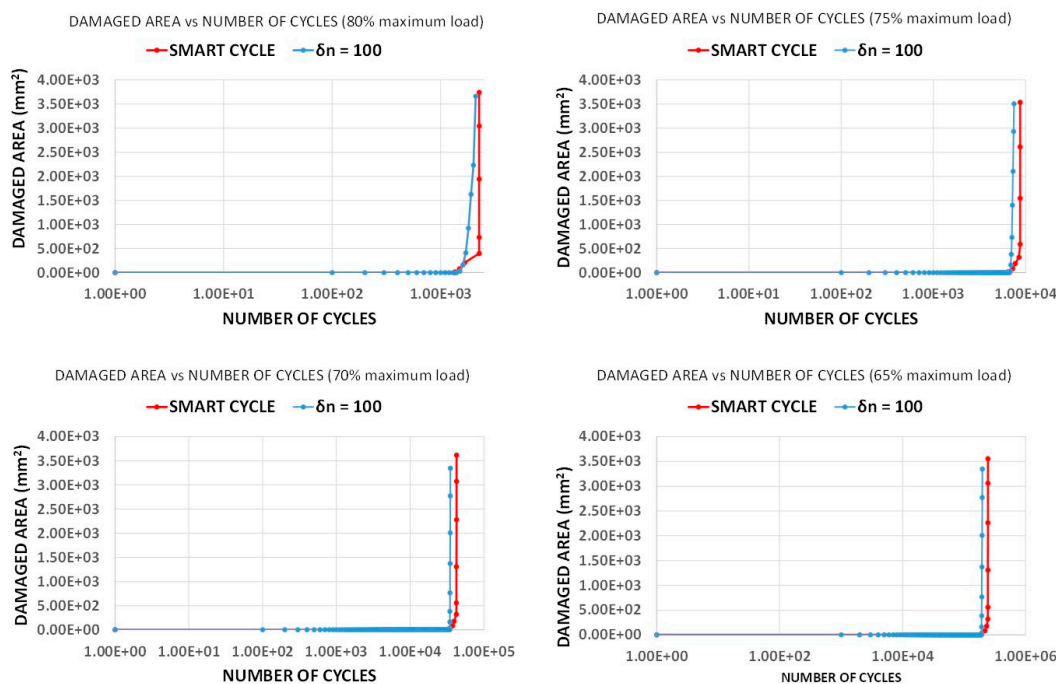 DAMAGED AREA vs NUMBER OF CYCLES (80% maximum load)
SMART CYCLE δn = 100
DAMAGED AREA (mm²)
4.00E+03
3.50E+03
3.00E+03
2.50E+03
2.00E+03
1.50E+03
1.00E+03
5.00E+02
0.00E+00
1.00E+00 1.00E+01 1.00E+02 1.00E+03
NUMBER OF CYCLES
DAMAGED AREA vs NUMBER OF CYCLES (75% maximum load)
SMART CYCLE δn = 100
DAMAGED AREA (mm²)
4.00E+03
3.50E+03
3.00E+03
2.50E+03
2.00E+03
1.50E+03
1.00E+03
5.00E+02
0.00E+00
1.00E+00 1.00E+01 1.00E+02 1.00E+03 1.00E+04
NUMBER OF CYCLES
DAMAGED AREA vs NUMBER OF CYCLES (70% maximum load)
SMART CYCLE δn = 100
DAMAGED AREA (mm²)
4.00E+03
3.50E+03
3.00E+03
2.50E+03
2.00E+03
1.50E+03
1.00E+03
5.00E+02
0.00E+00
1.00E+00 1.00E+01 1.00E+02 1.00E+03 1.00E+04 1.00E+05
NUMBER OF CYCLES
DAMAGED AREA vs NUMBER OF CYCLES (65% maximum load)
SMART CYCLE δn = 100
DAMAGED AREA (mm²)
4.00E+03
3.50E+03
3.00E+03
2.50E+03
2.00E+03
1.50E+03
1.00E+03
5.00E+02
0.00E+00
1.00E+00 1.00E+02 1.00E+04 1.00E+06
NUMBER OF CYCLES